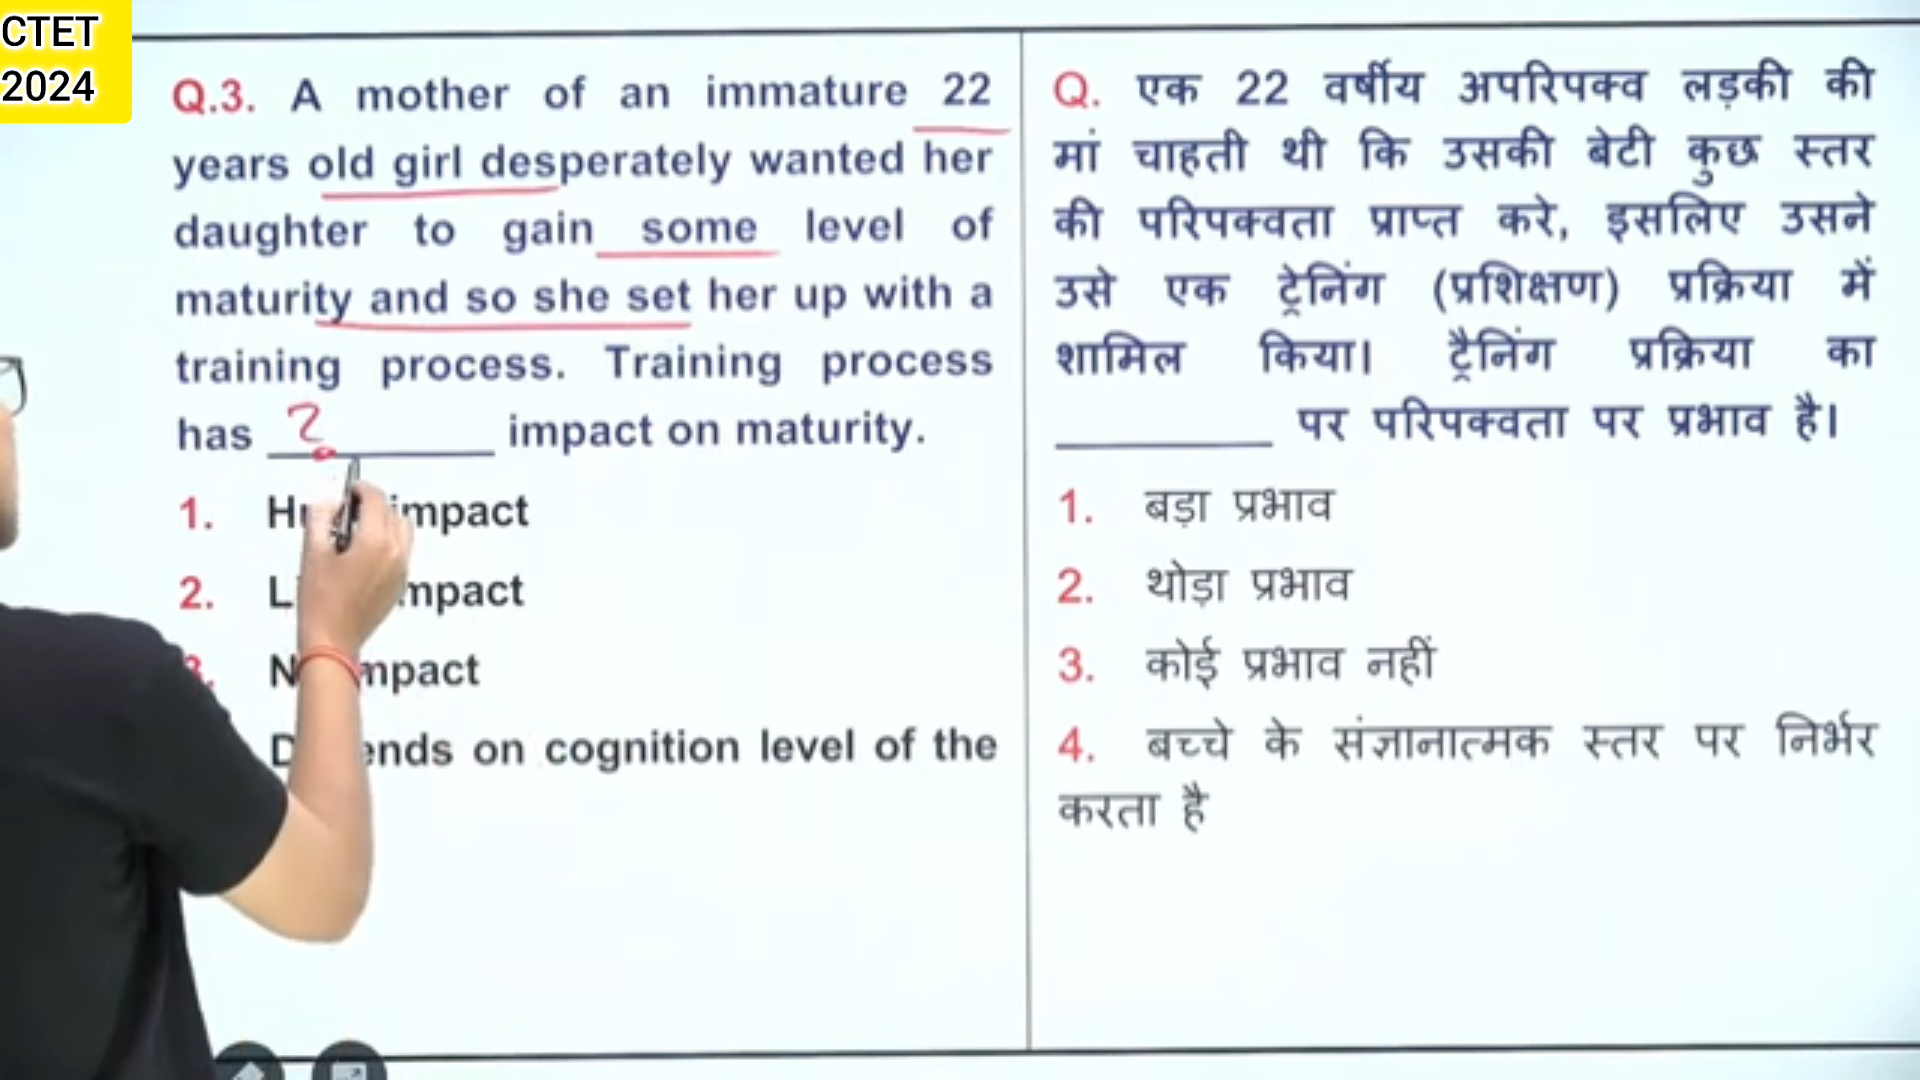 CTET
2024
Q.3. A mother of an immature 22
years old girl desperately wanted her
daughter to gain some level of
maturity and so she set her up with a
training process. Training process
has ? impact on maturity.
1. impact
2. impact
3. impact
on cognition level of the
Q. एक 22 वर्षीय अपरिपक्व लड़की की
मां चाहती थी कि उसकी बेटी कुछ स्तर
की परिपक्वता प्राप्त करे, इसलिए उसने
उसे एक ट्रेनिंग (प्रशिक्षण) प्रक्रिया में
शामिल किया। ट्रैनिंग प्रक्रिया का
________ पर परिपक्वता पर प्रभाव है।
1. बड़ा प्रभाव
2. थोड़ा प्रभाव
3. कोई प्रभाव नहीं
4. बच्चे के संज्ञानात्मक स्तर पर निर्भर
करता है